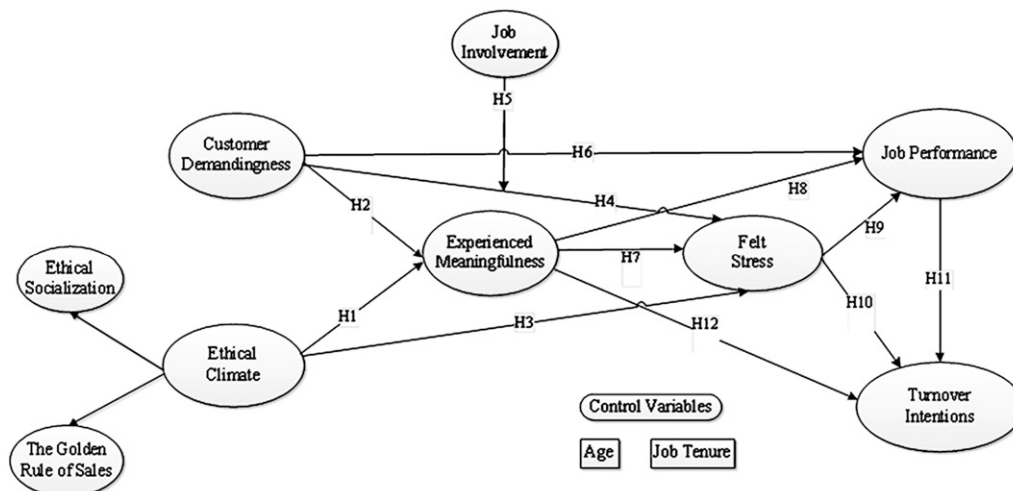 Job
Involvement
H5
Customer
Demandingness
H6
Job Performance
H4
H8
H2
Experienced
Meaningfulness
H7
Felt
Stress
H9
Ethical
Socialization
H1
H3
H12
H10
H11
Ethical
Climate
Turnover
Intentions
Control Variables
The Golden
Rule of Sales
Age
Job Tenure